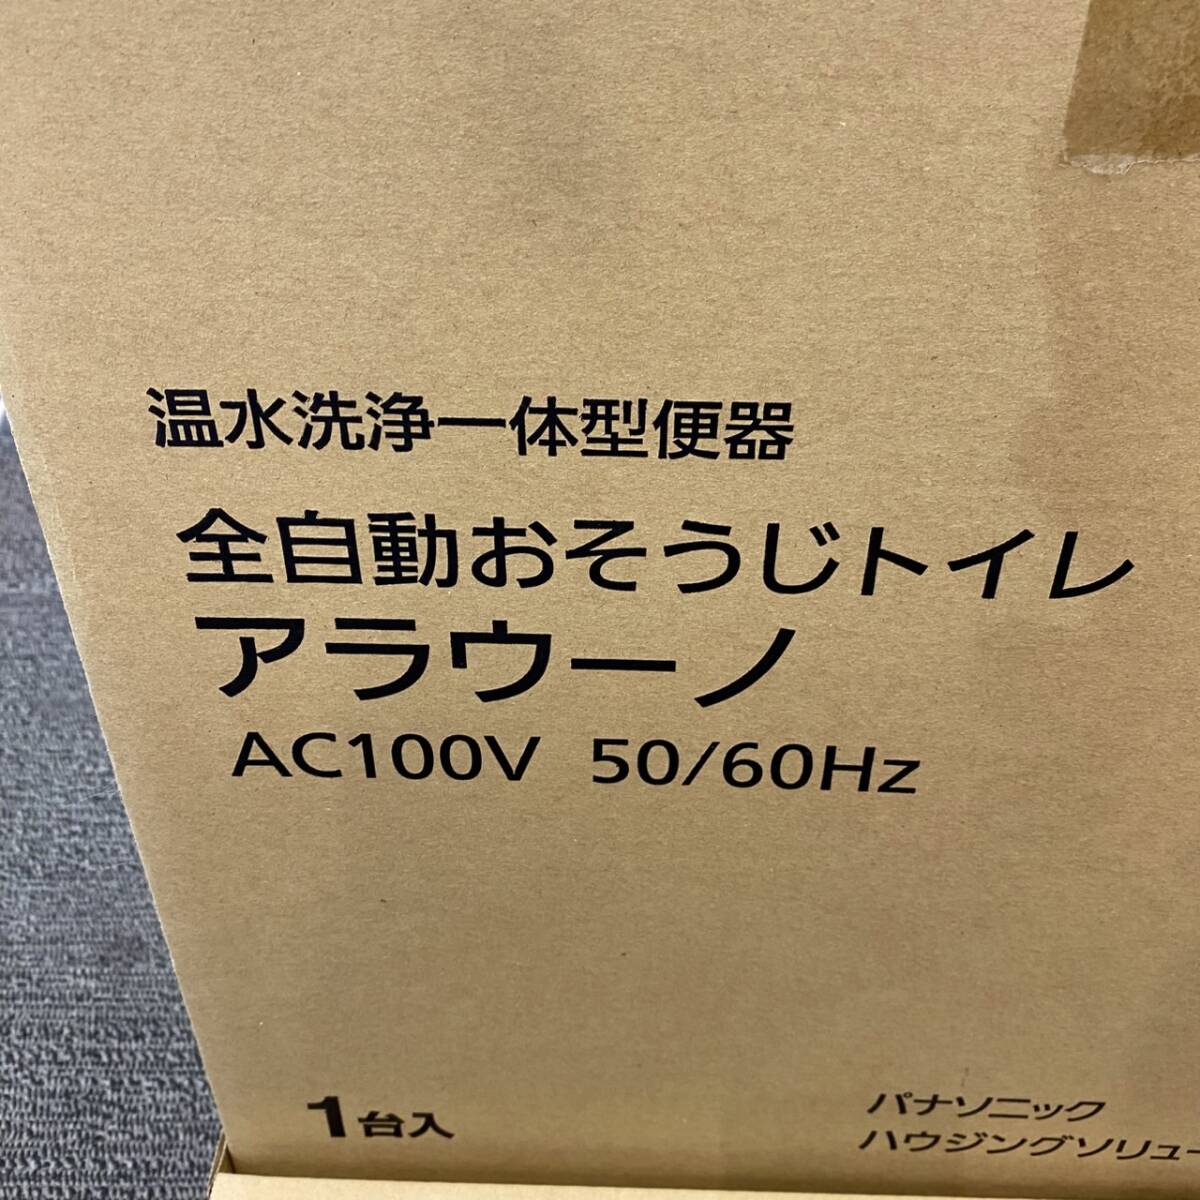 温水洗浄一体型便器
全自動おそうじトイレ
アラウーノ
AC100V 50/60Hz
1台入
パナソニック
ハウジングソリュー